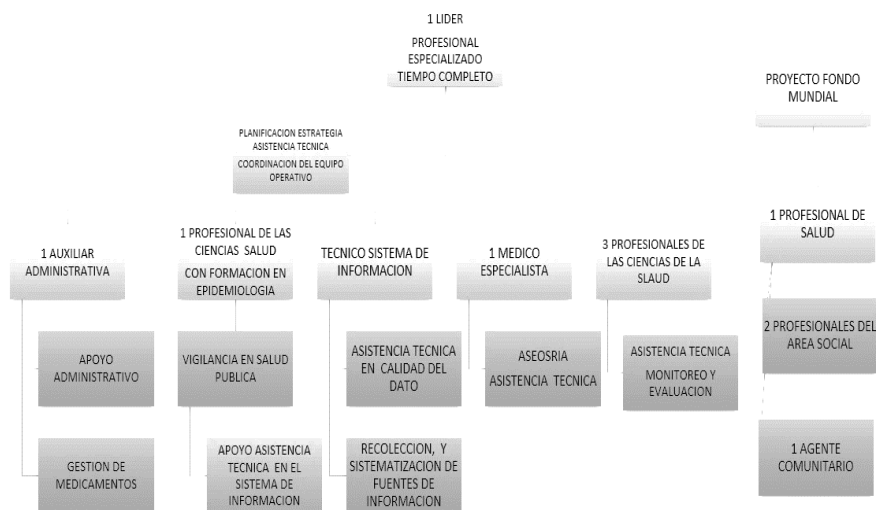 1 LIDER
PROFESIONAL
ESPECIALIZADO
TIEMPO COMPLETO
PROYECTO FONDO
MUNDIAL
PLANIFICACION ESTRATEGIA
ASISTENCIA TECNICA
COORDINACION DEL EQUIPO
OPERATIVO
1 AUXILIAR
ADMINISTRATIVA
1 PROFESIONAL DE LAS
CIENCIAS SALUD
CON FORMACION EN
EPIDEMIOLOGIA
TECNICO SISTEMA DE
INFORMACION
1 MEDICO
ESPECIALISTA
3 PROFESIONALES DE
LAS CIENCIAS DE LA
SLAUD
1 PROFESIONAL DE
SALUD
APOYO
ADMINISTRATIVO
VIGILANCIA EN SALUD
PUBLICA
ASISTENCIA TECNICA
EN CALIDAD DEL
DATO
ASEOSRIA
ASISTENCIA TECNICA
ASISTENCIA TECNICA
MONITOREO Y
EVALUACION
2 PROFESIONALES DEL
AREA SOCIAL
GESTION DE
MEDICAMENTOS
APOYO ASISTENCIA
TECNICA EN EL
SISTEMA DE
INFORMACION
RECOLECCION, Y
SISTEMATIZACION DE
FUENTES DE
INFORMACION
1 AGENTE
COMUNITARIO